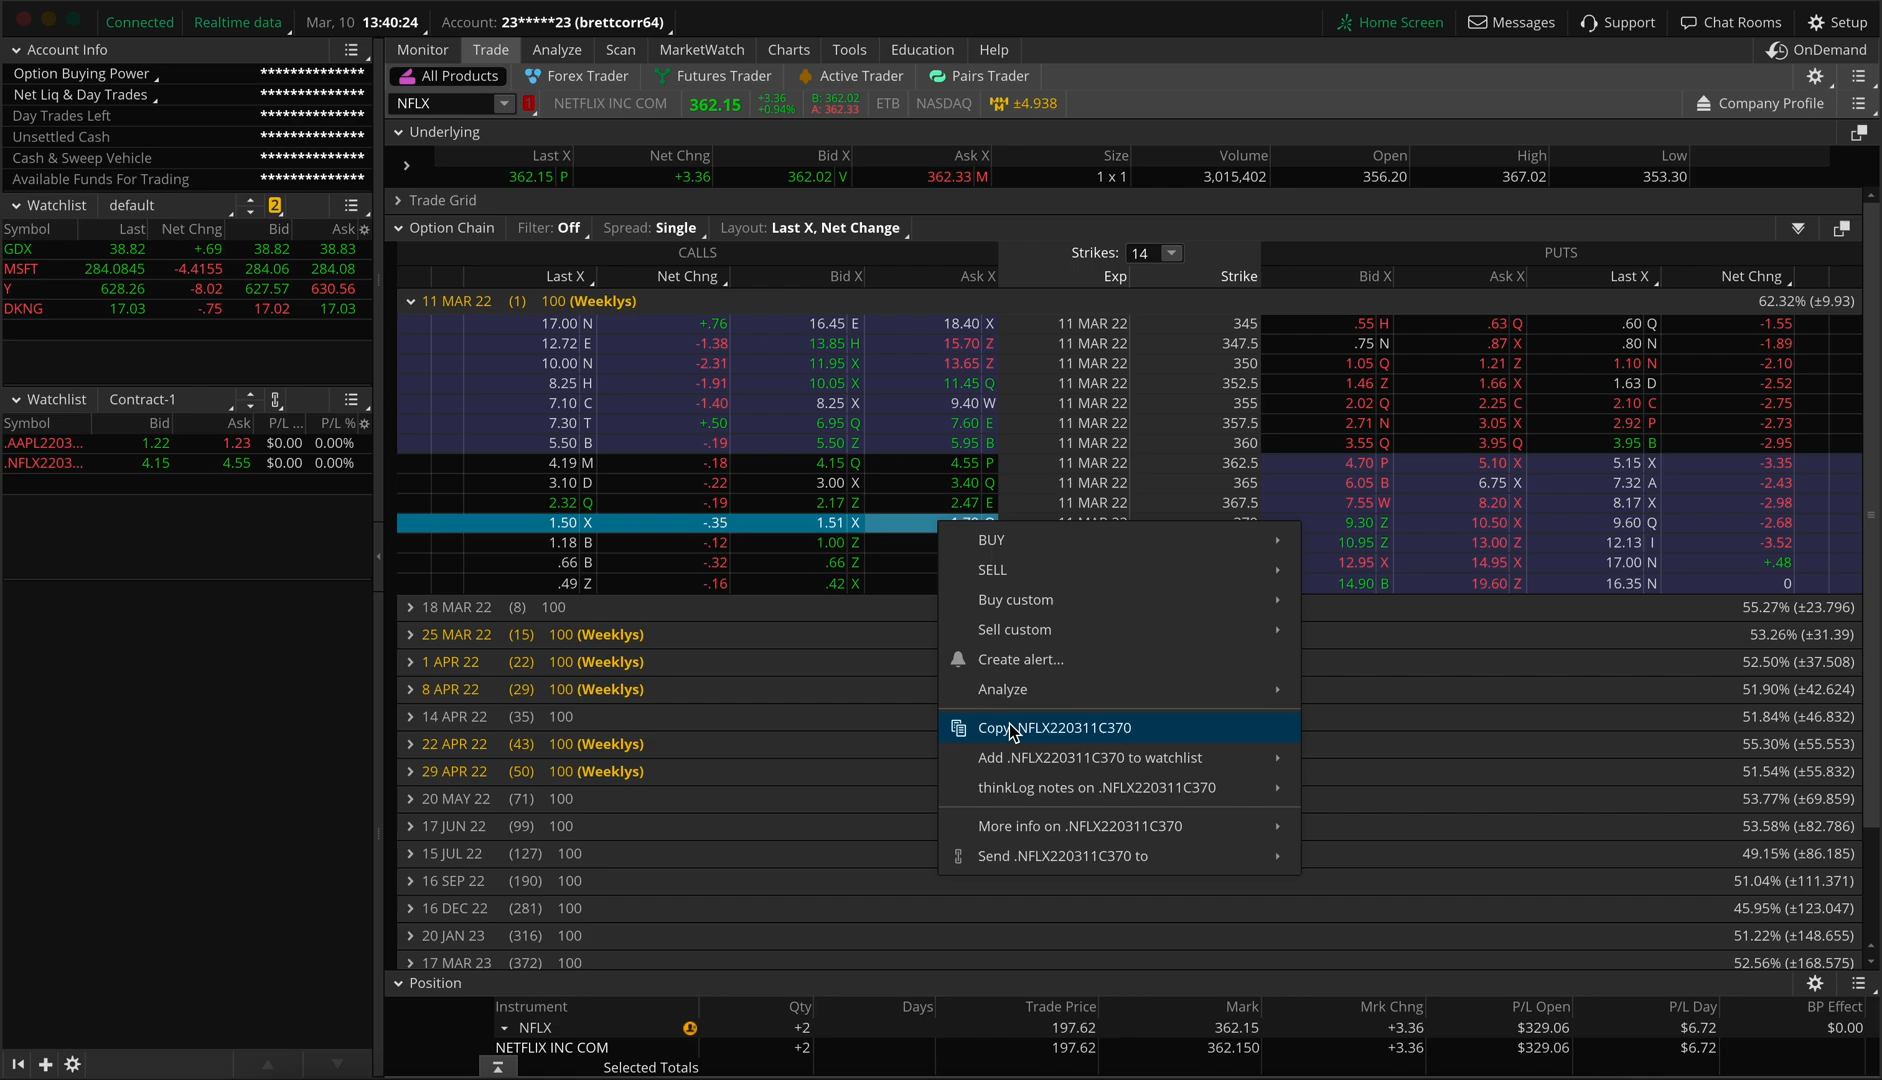 Connected Realtime data Mar, 10 13:40:24 Account: 23*****23 (brettcorr64) Home Screen Messages Support Chat Rooms Setup
Account Info
Option Buying Power **************
Net Liq & Day Trades **************
Day Trades Left **************
Unsettled Cash **************
Cash & Sweep Vehicle **************
Available Funds For Trading **************
Watchlist default 2
Symbol Last Net Chng Bid Ask
GDX 38.82 +.69 38.82 38.83
MSFT 284.0845 -4.4155 284.06 284.08
Y 628.26 -8.02 627.57 630.56
DKNG 17.03 -.75 17.02 17.03
Watchlist Contract-1
Symbol Bid Ask P/L ... P/L %
.AAPL2203... 1.22 1.23 $0.00 0.00%
.NFLX2203... 4.15 4.55 $0.00 0.00%
Monitor Trade Analyze Scan MarketWatch Charts Tools Education Help OnDemand
All Products Forex Trader Futures Trader Active Trader Pairs Trader
NFLX 1 NETFLIX INC COM 362.15 +3.36 +0.94% B: 362.02 A: 362.33 ETB NASDAQ ±4.938 Company Profile
Underlying
Last X Net Chng Bid X Ask X Size Volume Open High Low
362.15 P +3.36 362.02 V 362.33 M 1 x 1 3,015,402 356.20 367.02 353.30
Trade Grid
Option Chain Filter: Off Spread: Single Layout: Last X, Net Change
CALLS Strikes: 14 PUTS
Last X Net Chng Bid X Ask X Exp Strike Bid X Ask X Last X Net Chng
11 MAR 22 (1) 100 (Weeklys) 62.32% (±9.93)
17.00 N +.76 16.45 E 18.40 X 11 MAR 22 345 .55 H .63 Q .60 Q -1.55
12.72 E -1.38 13.85 H 15.70 Z 11 MAR 22 347.5 .75 N .87 X .80 N -1.89
10.00 N -2.31 11.95 X 13.65 Z 11 MAR 22 350 1.05 Q 1.21 Z 1.10 N -2.10
8.25 H -1.91 10.05 X 11.45 Q 11 MAR 22 352.5 1.46 Z 1.66 X 1.63 D -2.52
7.10 C -1.40 8.25 X 9.40 W 11 MAR 22 355 2.02 Q 2.25 C 2.10 C -2.75
7.30 T +.50 6.95 Q 7.60 E 11 MAR 22 357.5 2.71 N 3.05 X 2.92 P -2.73
5.50 B -.19 5.50 Z 5.95 B 11 MAR 22 360 3.55 Q 3.95 Q 3.95 B -2.95
4.19 M -.18 4.15 Q 4.55 P 11 MAR 22 362.5 4.70 P 5.10 X 5.15 X -3.35
3.10 D -.22 3.00 X 3.40 Q 11 MAR 22 365 6.05 B 6.75 X 7.32 A -2.43
2.32 Q -.19 2.17 Z 2.47 E 11 MAR 22 367.5 7.55 W 8.20 X 8.17 X -2.98
1.50 X -.35 1.51 X 9.30 Z 10.50 X 9.60 Q -2.68
1.18 B -.12 1.00 Z 10.95 Z 13.00 Z 12.13 I -3.52
.66 B -.32 .66 Z 12.95 X 14.95 X 17.00 N +.48
.49 Z -.16 .42 X 14.90 B 19.60 Z 16.35 N 0
18 MAR 22 (8) 100 55.27% (±23.796)
25 MAR 22 (15) 100 (Weeklys) 53.26% (±31.39)
1 APR 22 (22) 100 (Weeklys) 52.50% (±37.508)
8 APR 22 (29) 100 (Weeklys) 51.90% (±42.624)
14 APR 22 (35) 100 51.84% (±46.832)
22 APR 22 (43) 100 (Weeklys) 55.30% (±55.553)
29 APR 22 (50) 100 (Weeklys) 51.54% (±55.832)
20 MAY 22 (71) 100 53.77% (±69.859)
17 JUN 22 (99) 100 53.58% (±82.786)
15 JUL 22 (127) 100 49.15% (±86.185)
16 SEP 22 (190) 100 51.04% (±111.371)
16 DEC 22 (281) 100 45.95% (±123.047)
20 JAN 23 (316) 100 51.22% (±148.655)
17 MAR 23 (372) 100 52.56% (±168.575)
BUY
SELL
Buy custom
Sell custom
Create alert...
Analyze
Copy .NFLX220311C370
Add .NFLX220311C370 to watchlist
thinkLog notes on .NFLX220311C370
More info on .NFLX220311C370
Send .NFLX220311C370 to
Position
Instrument Qty Days Trade Price Mark Mrk Chng P/L Open P/L Day BP Effect
NFLX +2 197.62 362.15 +3.36 $329.06 $6.72 $0.00
NETFLIX INC COM +2 197.62 362.150 +3.36 $329.06 $6.72
Selected Totals